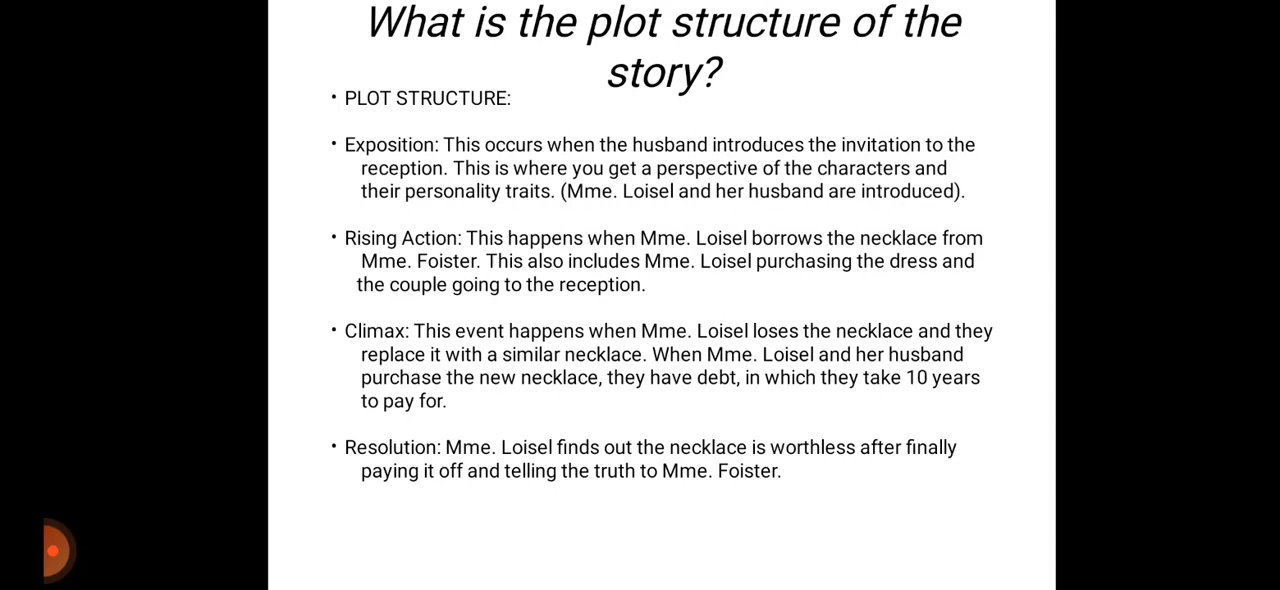 What is the plot structure of the
story?
• PLOT STRUCTURE:
• Exposition: This occurs when the husband introduces the invitation to the
reception. This is where you get a perspective of the characters and
their personality traits. (Mme. Loisel and her husband are introduced).
• Rising Action: This happens when Mme. Loisel borrows the necklace from
Mme. Foister. This also includes Mme. Loisel purchasing the dress and
the couple going to the reception.
• Climax: This event happens when Mme. Loisel loses the necklace and they
replace it with a similar necklace. When Mme. Loisel and her husband
purchase the new necklace, they have debt, in which they take 10 years
to pay for.
• Resolution: Mme. Loisel finds out the necklace is worthless after finally
paying it off and telling the truth to Mme. Foister.